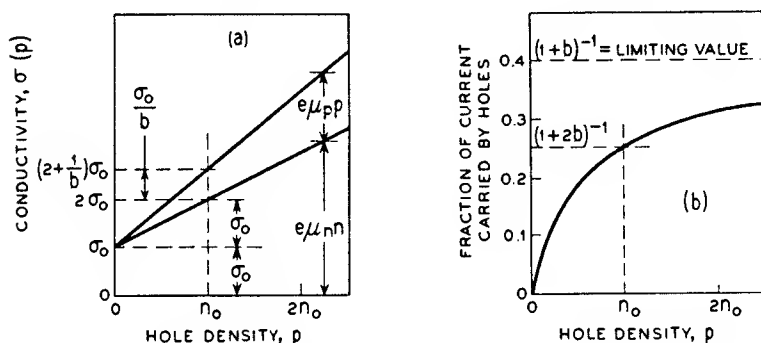 (a)
CONDUCTIVITY, σ (p)
σ₀/b
(2+1/b)σ₀
2σ₀
σ₀
0
σ₀
σ₀
eμₚp
eμₙn
0 n₀ 2n₀
HOLE DENSITY, p
FRACTION OF CURRENT
CARRIED BY HOLES
(1+b)⁻¹ = LIMITING VALUE
0.4
0.3
(1+2b)⁻¹
0.2
0.1
0
(b)
0 n₀ 2n₀
HOLE DENSITY, p